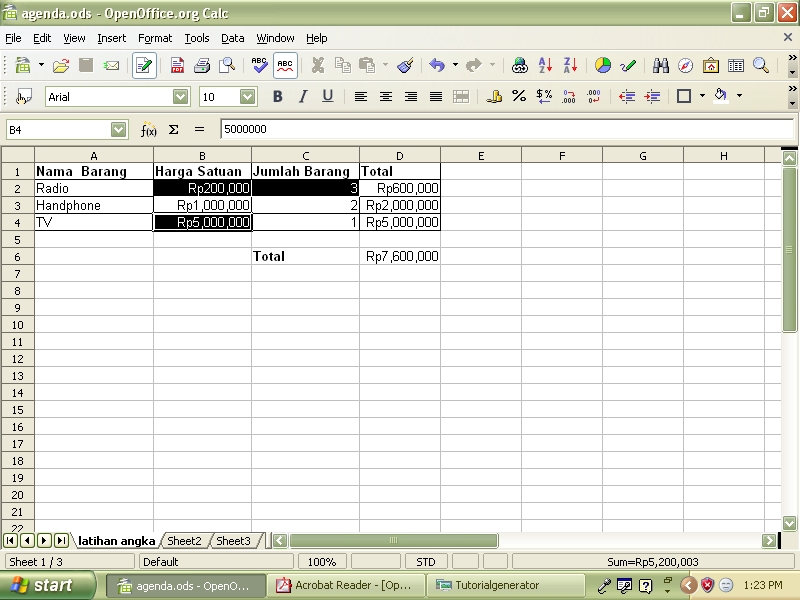 agenda.ods - OpenOffice.org Calc
File Edit View Insert Format Tools Data Window Help
Arial 10 B I U
B4 f(x) Σ = 5000000
A B C D E F G H
1 Nama Barang Harga Satuan Jumlah Barang Total
2 Radio Rp200,000 3 Rp600,000
3 Handphone Rp1,000,000 2 Rp2,000,000
4 TV Rp5,000,000 1 Rp5,000,000
5
6 Total Rp7,600,000
7
8
9
10
11
12
13
14
15
16
17
18
19
20
21
22
latihan angka Sheet2 Sheet3
Sheet 1 / 3 Default 100% STD Sum=Rp5,200,003
start agenda.ods - OpenO... Acrobat Reader - [Op... Tutorialgenerator 1:23 PM